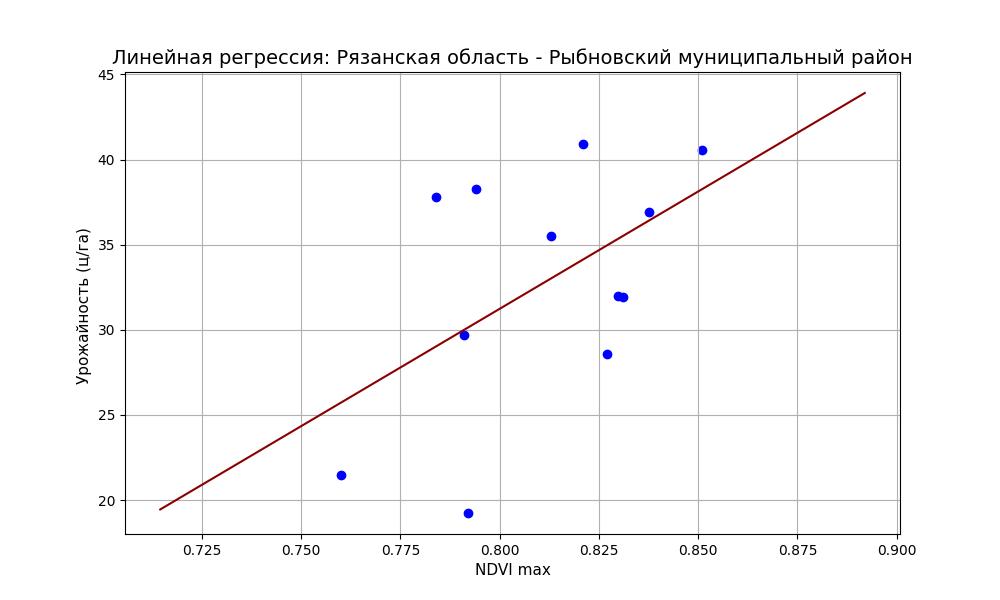 Линейная регрессия: Рязанская область - Рыбновский муниципальный район
45
40
35
30
25
20
Урожайность (ц/га)
0.725 0.750 0.775 0.800 0.825 0.850 0.875 0.900
NDVI max